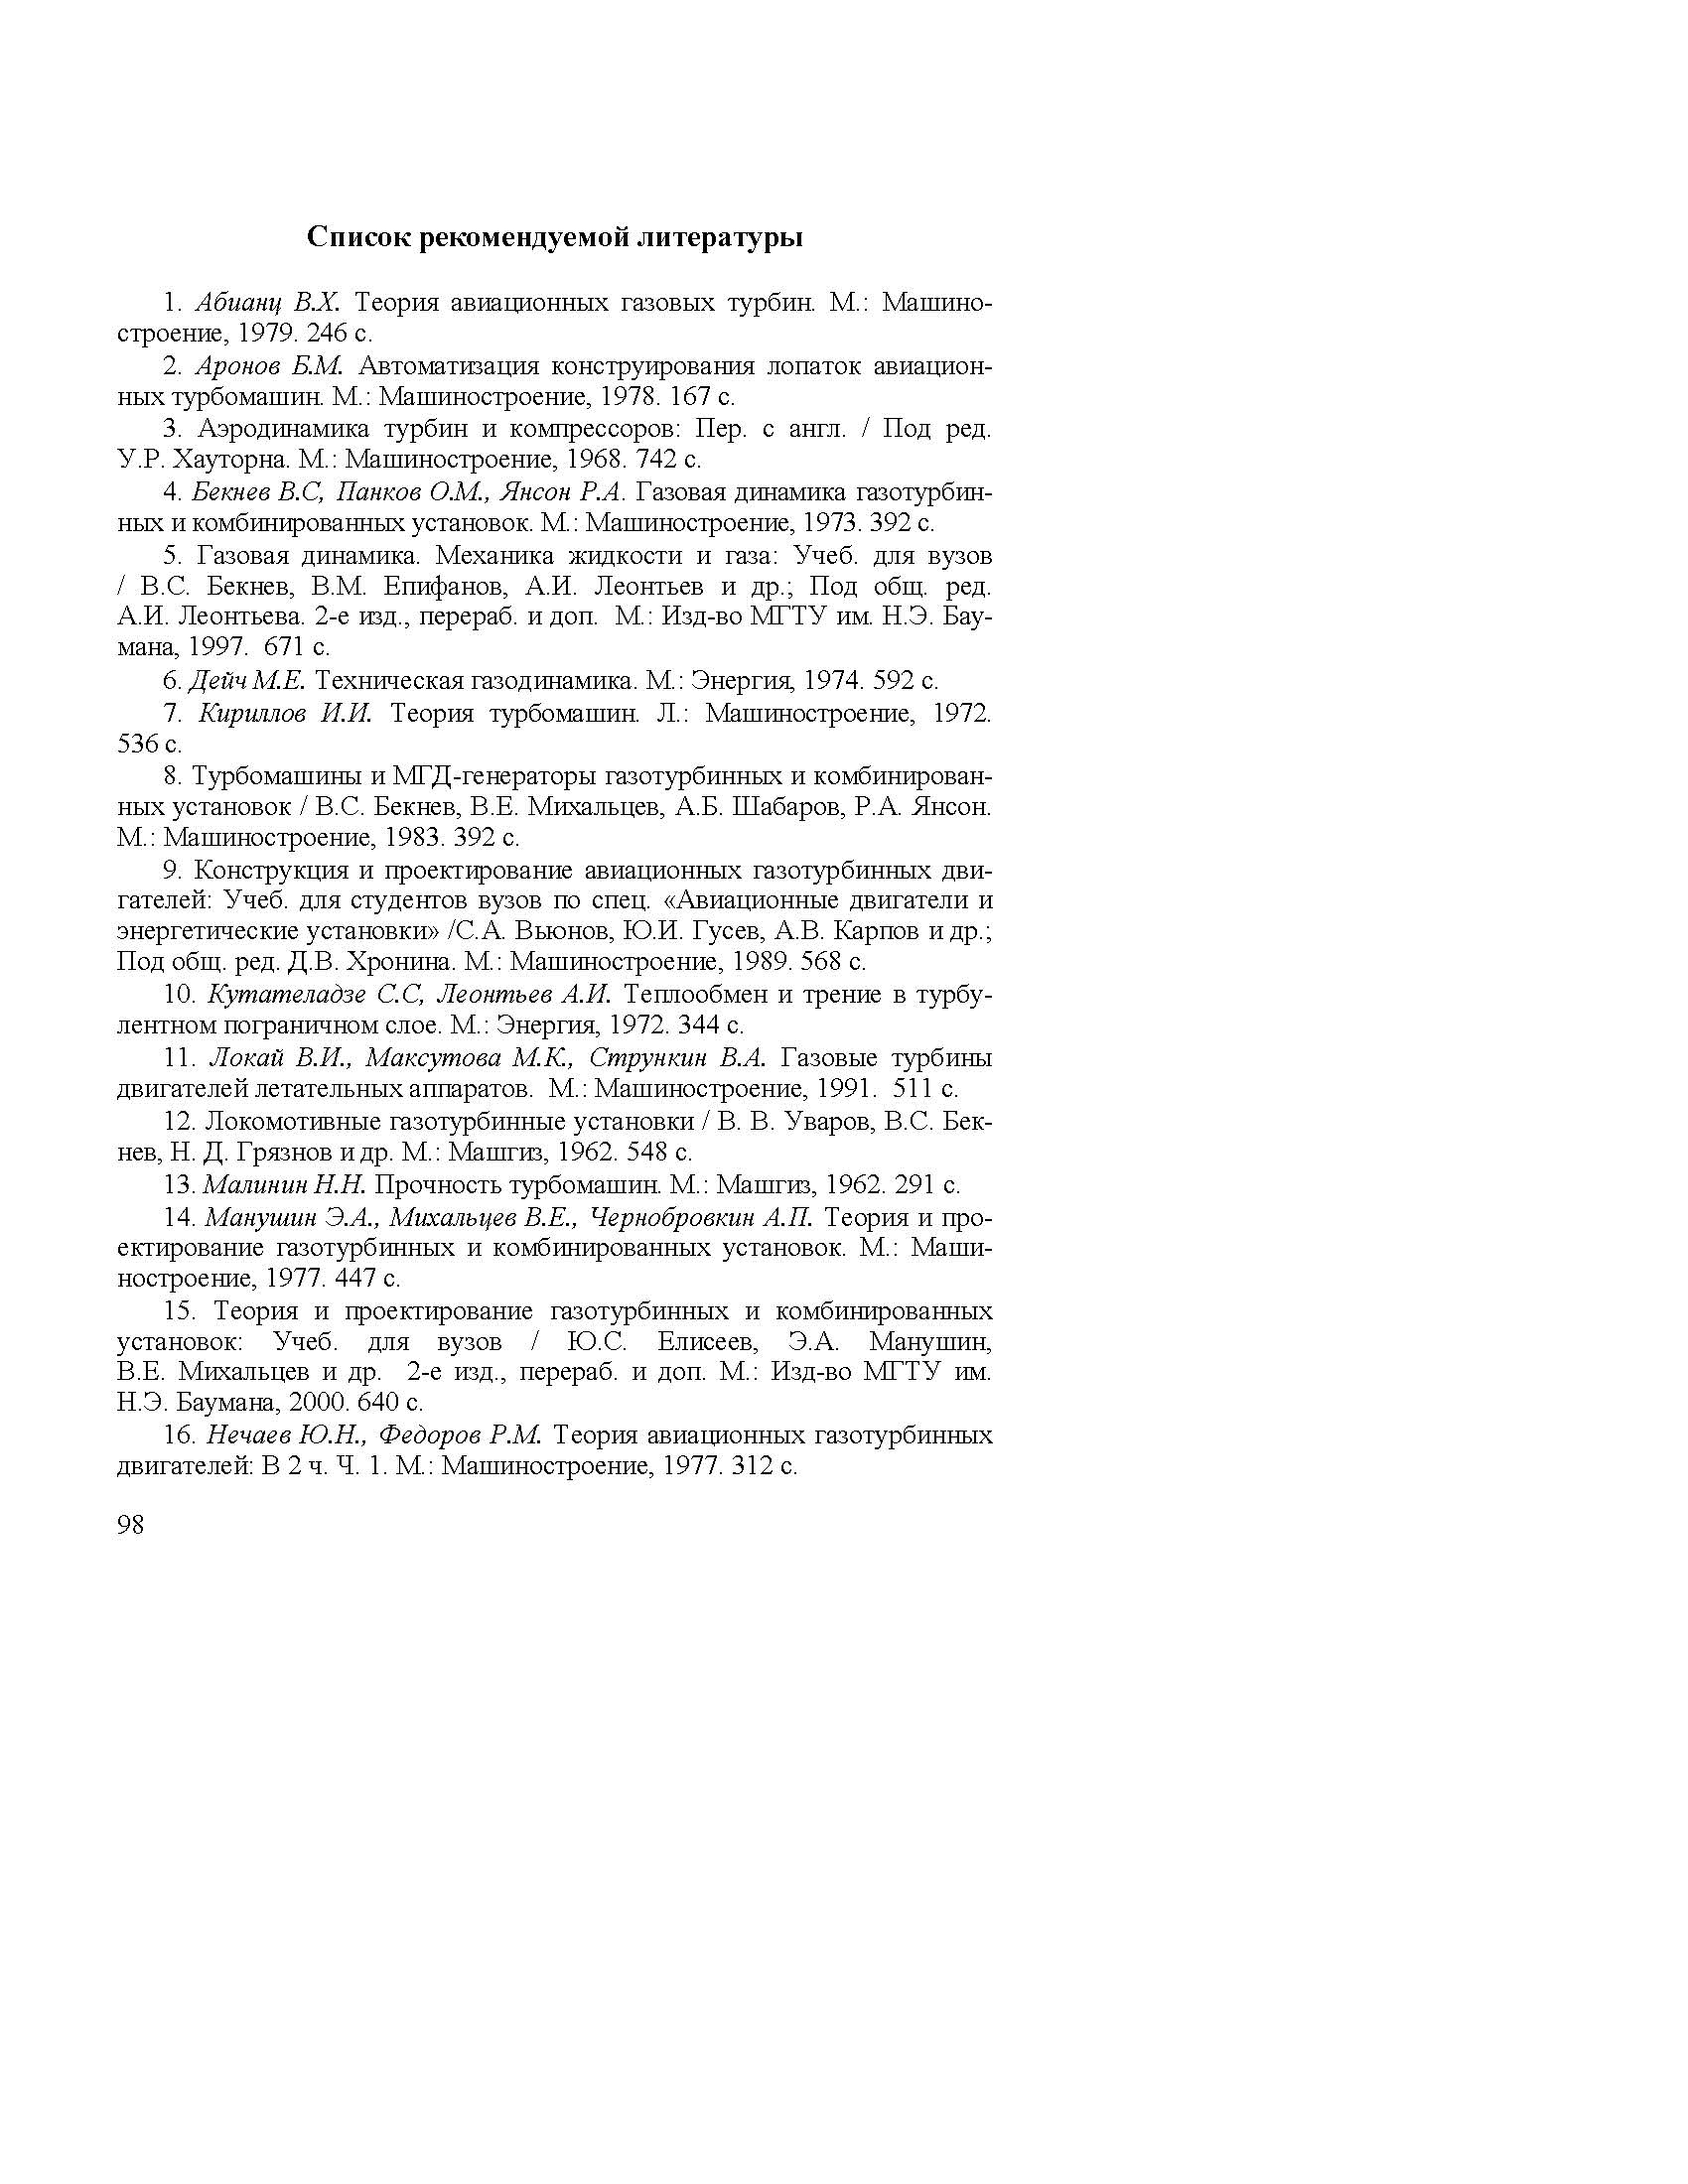 Список рекомендуемой литературы
1. Абианц В.Х. Теория авиационных газовых турбин. М.: Машино-
строение, 1979. 246 с.
2. Аронов Б.М. Автоматизация конструирования лопаток авиацион-
ных турбомашин. М.: Машиностроение, 1978. 167 с.
3. Аэродинамика турбин и компрессоров: Пер. с англ. / Под ред.
У.Р. Хауторна. М.: Машиностроение, 1968. 742 с.
4. Бекнев В.С, Панков О.М., Янсон Р.А. Газовая динамика газотурбин-
ных и комбинированных установок. М.: Машиностроение, 1973. 392 с.
5. Газовая динамика. Механика жидкости и газа: Учеб. для вузов
/ В.С. Бекнев, В.М. Епифанов, А.И. Леонтьев и др.; Под общ. ред.
А.И. Леонтьева. 2-е изд., перераб. и доп. М.: Изд-во МГТУ им. Н.Э. Бау-
мана, 1997. 671 с.
6. Дейч М.Е. Техническая газодинамика. М.: Энергия, 1974. 592 с.
7. Кириллов И.И. Теория турбомашин. Л.: Машиностроение, 1972.
536 с.
8. Турбомашины и МГД-генераторы газотурбинных и комбинирован-
ных установок / В.С. Бекнев, В.Е. Михальцев, А.Б. Шабаров, Р.А. Янсон.
М.: Машиностроение, 1983. 392 с.
9. Конструкция и проектирование авиационных газотурбинных дви-
гателей: Учеб. для студентов вузов по спец. «Авиационные двигатели и
энергетические установки» /С.А. Вьюнов, Ю.И. Гусев, А.В. Карпов и др.;
Под общ. ред. Д.В. Хронина. М.: Машиностроение, 1989. 568 с.
10. Кутателадзе С.С, Леонтьев А.И. Теплообмен и трение в турбу-
лентном пограничном слое. М.: Энергия, 1972. 344 с.
11. Локай В.И., Максутова М.К., Стрункин В.А. Газовые турбины
двигателей летательных аппаратов. М.: Машиностроение, 1991. 511 с.
12. Локомотивные газотурбинные установки / В. В. Уваров, В.С. Бек-
нев, Н. Д. Грязнов и др. М.: Машгиз, 1962. 548 с.
13. Малинин Н.Н. Прочность турбомашин. М.: Машгиз, 1962. 291 с.
14. Манушин Э.А., Михальцев В.Е., Чернобровкин А.П. Теория и про-
ектирование газотурбинных и комбинированных установок. М.: Маши-
ностроение, 1977. 447 с.
15. Теория и проектирование газотурбинных и комбинированных
установок: Учеб. для вузов / Ю.С. Елисеев, Э.А. Манушин,
В.Е. Михальцев и др. 2-е изд., перераб. и доп. М.: Изд-во МГТУ им.
Н.Э. Баумана, 2000. 640 с.
16. Нечаев Ю.Н., Федоров Р.М. Теория авиационных газотурбинных
двигателей: В 2 ч. Ч. 1. М.: Машиностроение, 1977. 312 с.
98